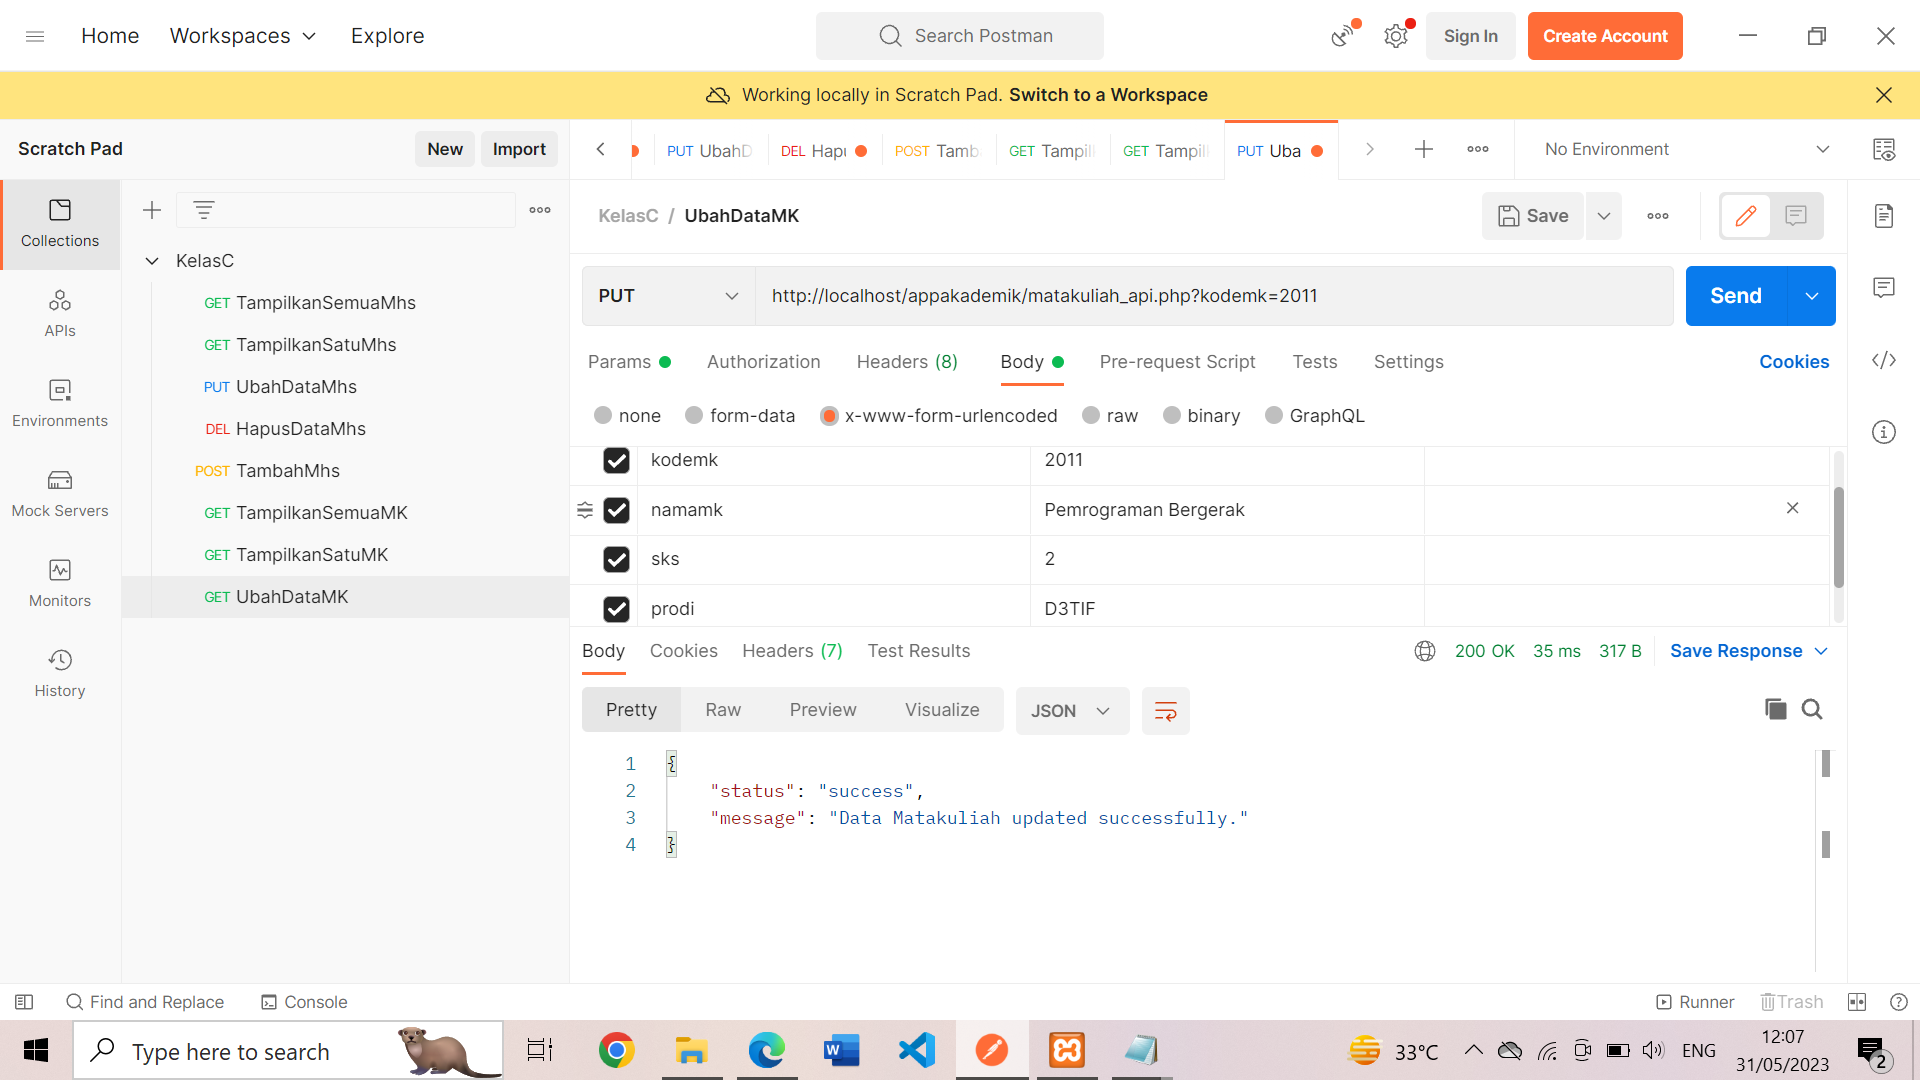 Home
Workspaces
Explore
Search Postman
Sign In
Create Account
Working locally in Scratch Pad. Switch to a Workspace
Scratch Pad
New
Import
PUT UbahD
DEL Hapu
POST Tamb
GET Tampil
GET Tampil
PUT Uba
No Environment
Collections
APIs
Environments
Mock Servers
Monitors
History
KelasC
GET TampilkanSemuaMhs
GET TampilkanSatuMhs
PUT UbahDataMhs
DEL HapusDataMhs
POST TambahMhs
GET TampilkanSemuaMK
GET TampilkanSatuMK
GET UbahDataMK
KelasC / UbahDataMK
Save
PUT
http://localhost/appakademik/matakuliah_api.php?kodemk=2011
Send
Params
Authorization
Headers (8)
Body
Pre-request Script
Tests
Settings
Cookies
none
form-data
x-www-form-urlencoded
raw
binary
GraphQL
kodemk 2011
namamk Pemrograman Bergerak
sks 2
prodi D3TIF
Body
Cookies
Headers (7)
Test Results
200 OK
35 ms
317 B
Save Response
Pretty
Raw
Preview
Visualize
JSON
1 {
2 "status": "success",
3 "message": "Data Matakuliah updated successfully."
4 }
Find and Replace
Console
Runner
Trash
Type here to search
33°C
ENG
12:07
31/05/2023
2